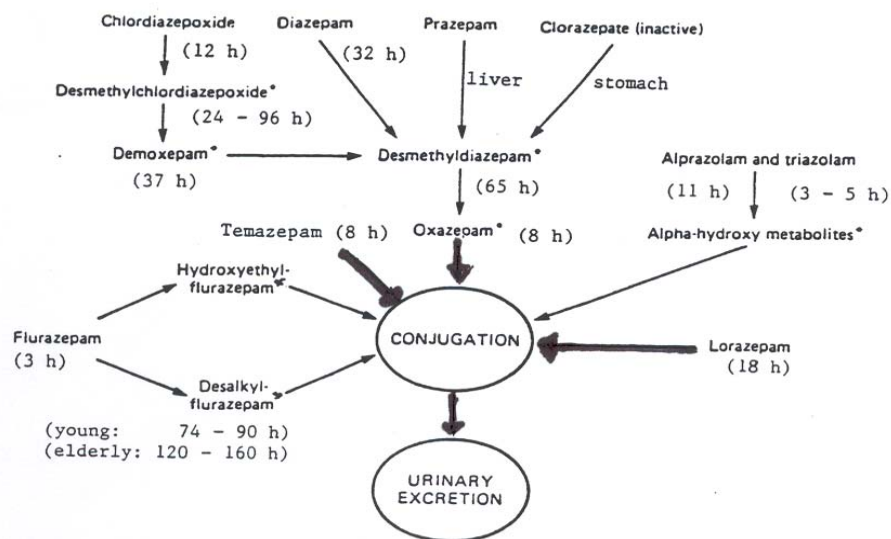 Chlordiazepoxide Diazepam Prazepam Clorazepate (inactive)
(12 h) (32 h) liver stomach
Desmethylchlordiazepoxide*
(24 - 96 h)
Demoxepam* Desmethyldiazepam* Alprazolam and triazolam
(37 h) (65 h) (11 h) (3 - 5 h)
Temazepam (8 h) Oxazepam* (8 h) Alpha-hydroxy metabolites*
Hydroxyethyl-
flurazepam*
Flurazepam CONJUGATION Lorazepam
(3 h) (18 h)
Desalkyl-
flurazepam*
(young: 74 - 90 h)
(elderly: 120 - 160 h)
URINARY
EXCRETION